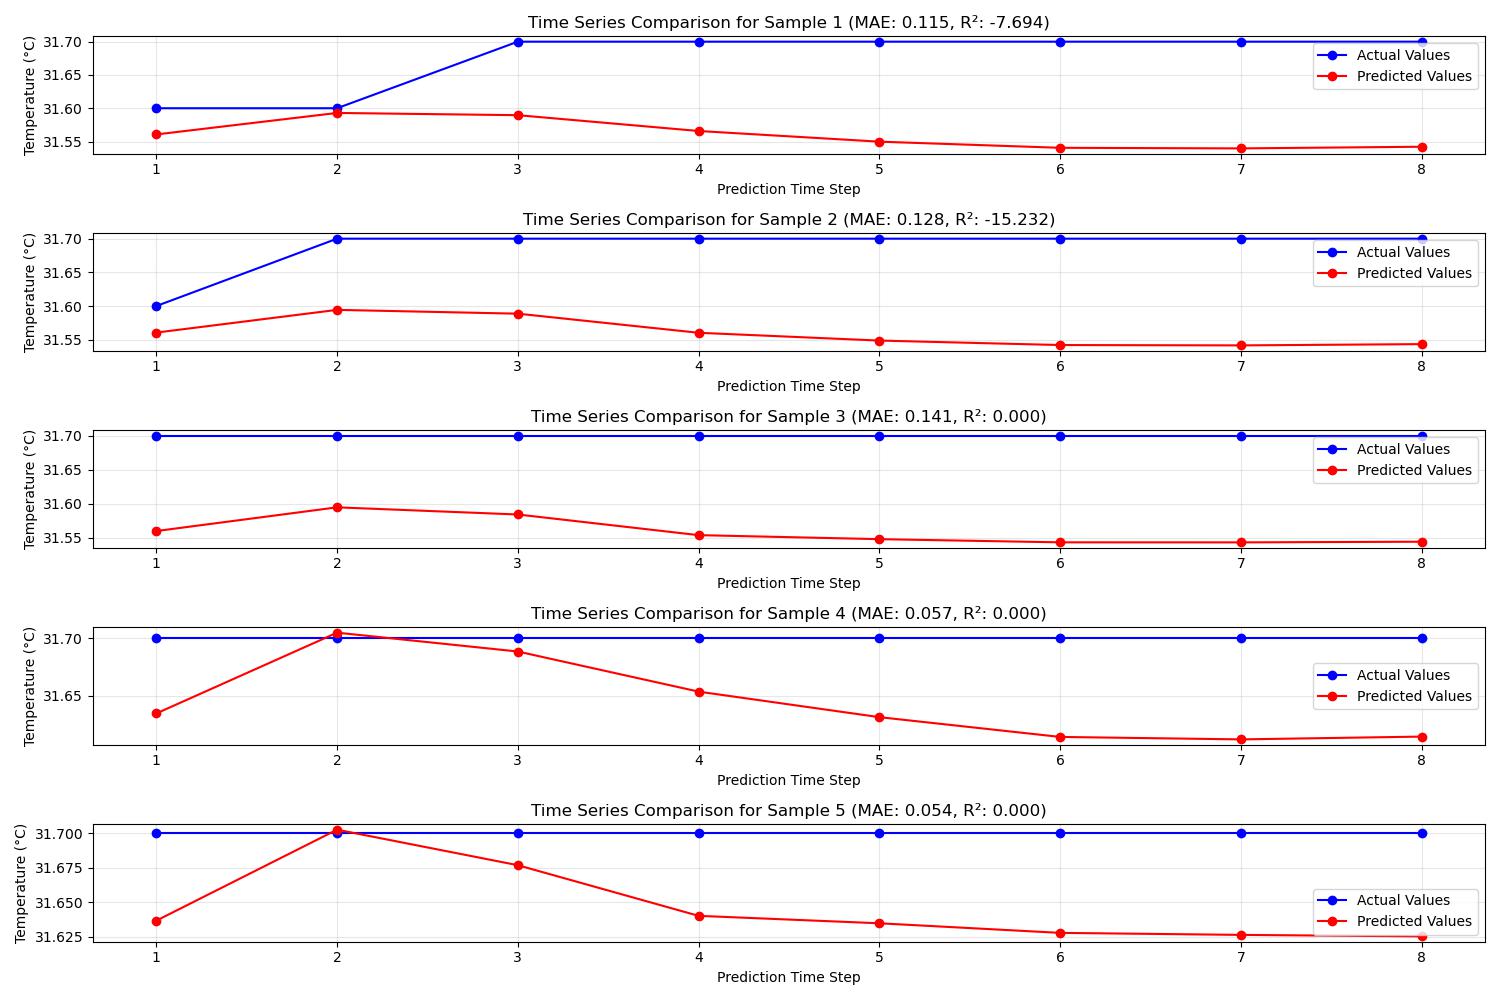 Time Series Comparison for Sample 1 (MAE: 0.115, R²: -7.694)
Temperature (°C)
31.70
31.65
31.60
31.55
Actual Values
Predicted Values
1 2 3 4 5 6 7 8
Prediction Time Step
Time Series Comparison for Sample 2 (MAE: 0.128, R²: -15.232)
Temperature (°C)
31.70
31.65
31.60
31.55
Actual Values
Predicted Values
1 2 3 4 5 6 7 8
Prediction Time Step
Time Series Comparison for Sample 3 (MAE: 0.141, R²: 0.000)
Temperature (°C)
31.70
31.65
31.60
31.55
Actual Values
Predicted Values
1 2 3 4 5 6 7 8
Prediction Time Step
Time Series Comparison for Sample 4 (MAE: 0.057, R²: 0.000)
Temperature (°C)
31.70
31.65
Actual Values
Predicted Values
1 2 3 4 5 6 7 8
Prediction Time Step
Time Series Comparison for Sample 5 (MAE: 0.054, R²: 0.000)
Temperature (°C)
31.700
31.675
31.650
31.625
Actual Values
Predicted Values
1 2 3 4 5 6 7 8
Prediction Time Step